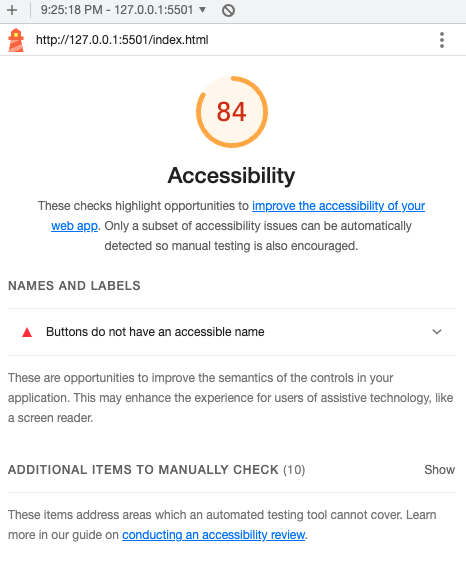 9:25:18 PM - 127.0.0.1:5501
http://127.0.0.1:5501/index.html
84
Accessibility
These checks highlight opportunities to improve the accessibility of your
web app. Only a subset of accessibility issues can be automatically
detected so manual testing is also encouraged.
NAMES AND LABELS
Buttons do not have an accessible name
These are opportunities to improve the semantics of the controls in your
application. This may enhance the experience for users of assistive technology, like
a screen reader.
ADDITIONAL ITEMS TO MANUALLY CHECK (10) Show
These items address areas which an automated testing tool cannot cover. Learn
more in our guide on conducting an accessibility review.